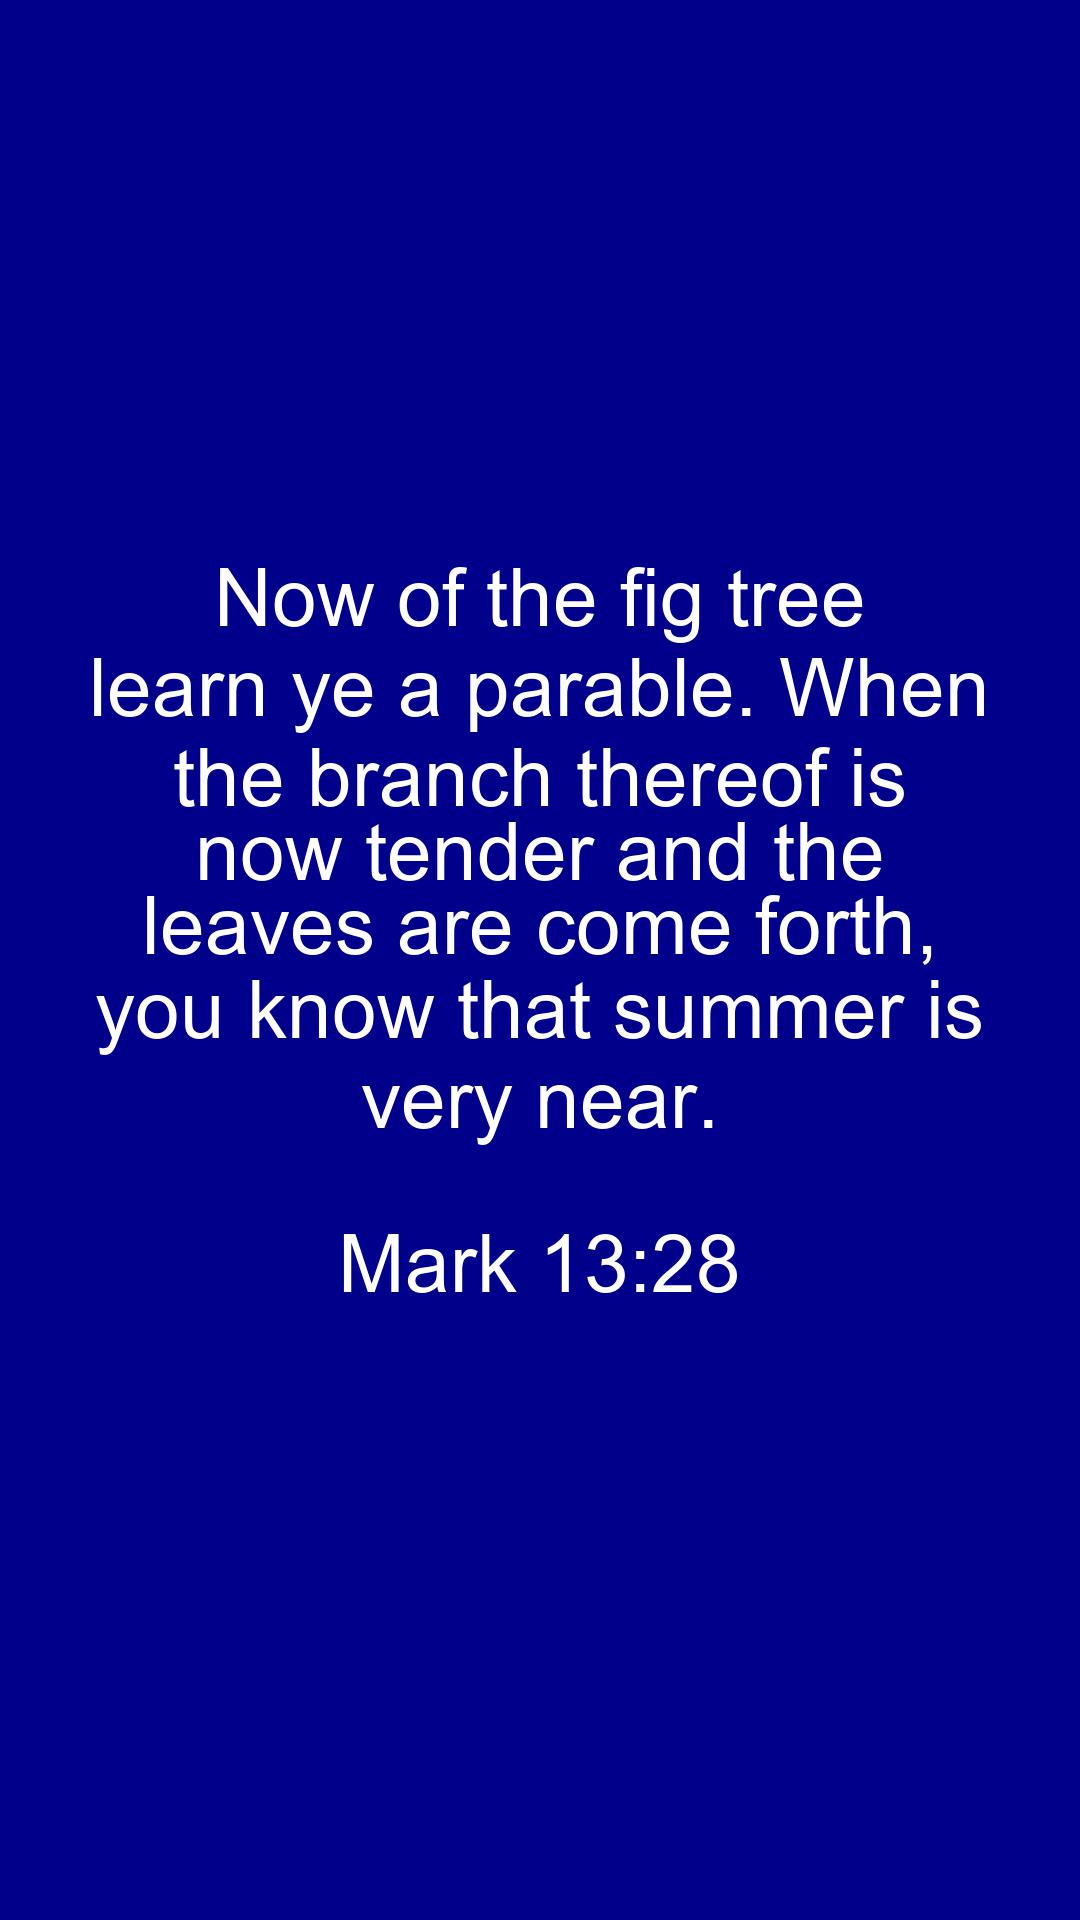 Now of the fig tree
learn ye a parable. When
the branch thereof is
now tender and the
leaves are come forth,
you know that summer is
very near.
Mark 13:28